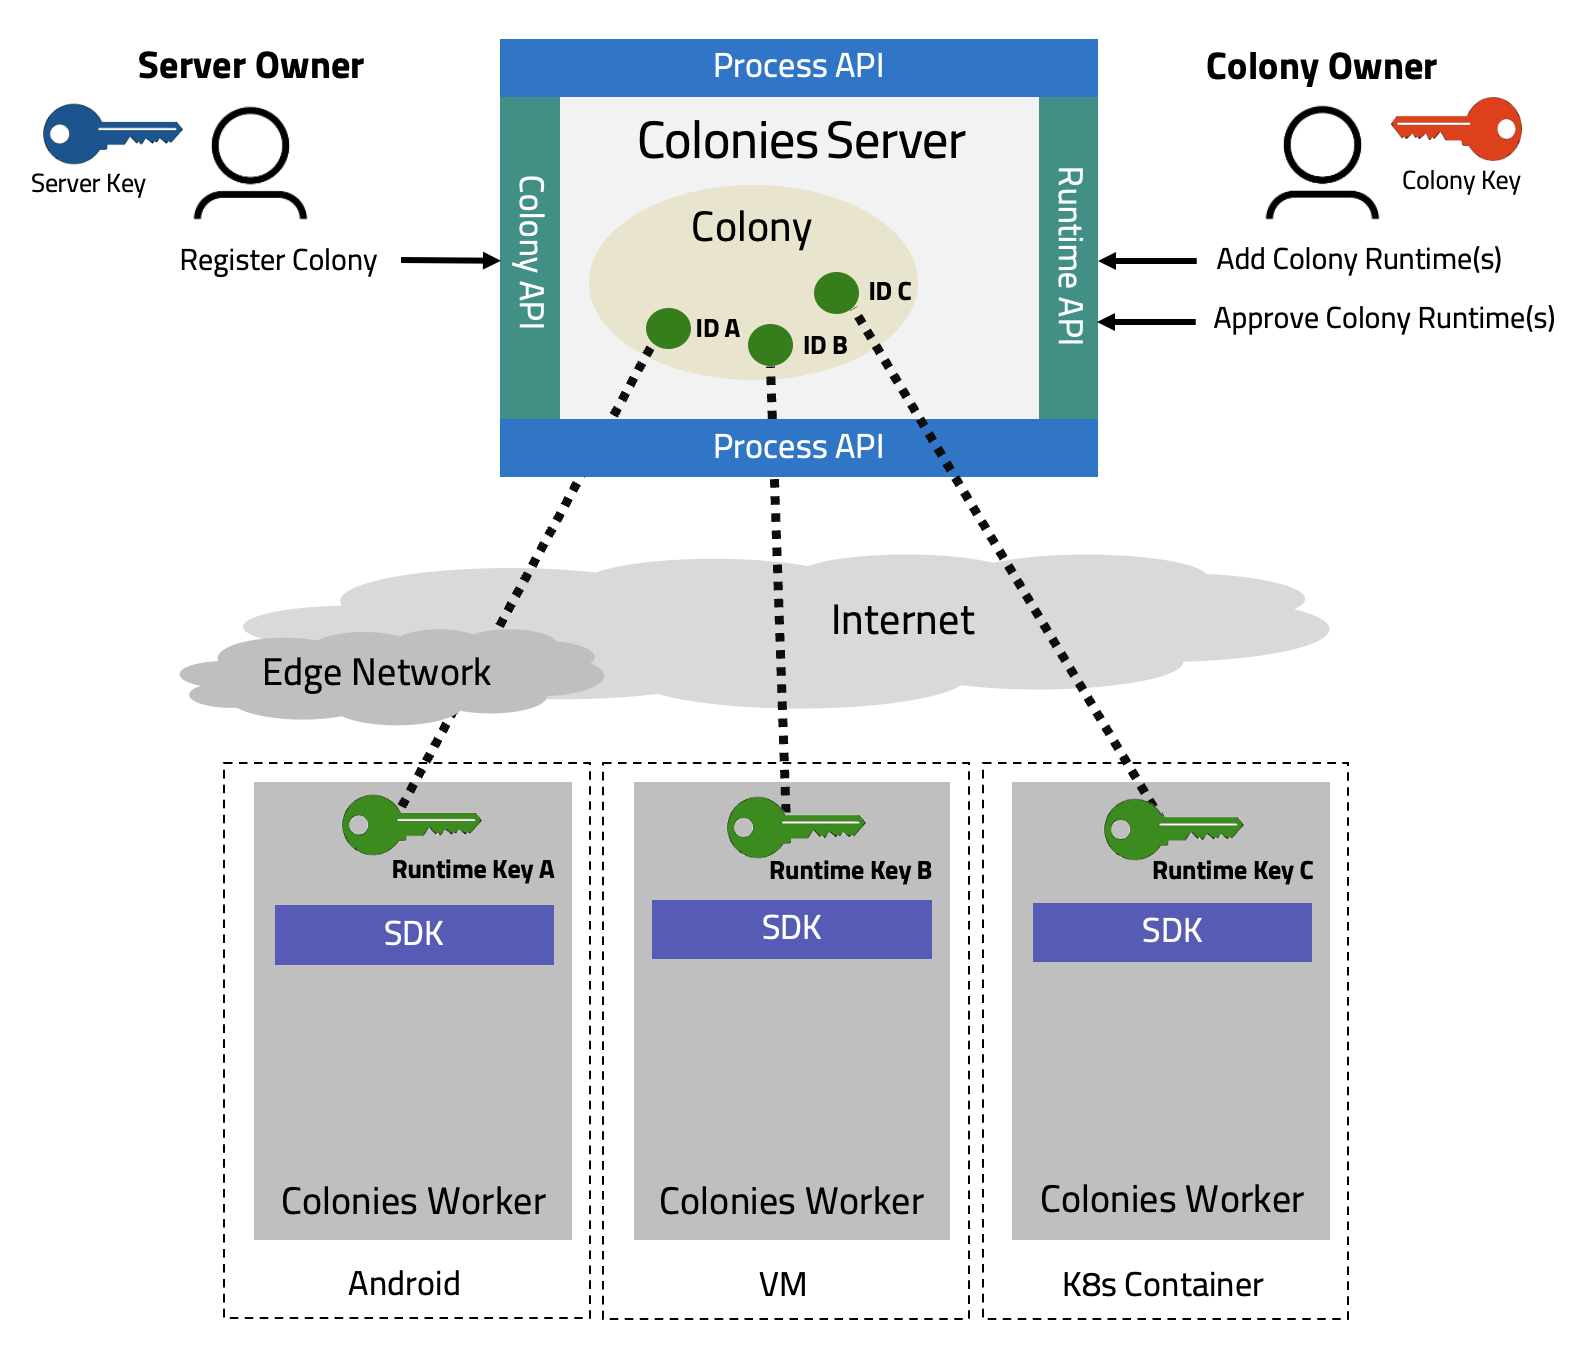 Server Owner
Server Key
Register Colony
Process API
Colonies Server
Colony API
Colony
ID A
ID B
ID C
Runtime API
Process API
Colony Owner
Colony Key
Add Colony Runtime(s)
Approve Colony Runtime(s)
Internet
Edge Network
Runtime Key A
SDK
Colonies Worker
Android
Runtime Key B
SDK
Colonies Worker
VM
Runtime Key C
SDK
Colonies Worker
K8s Container